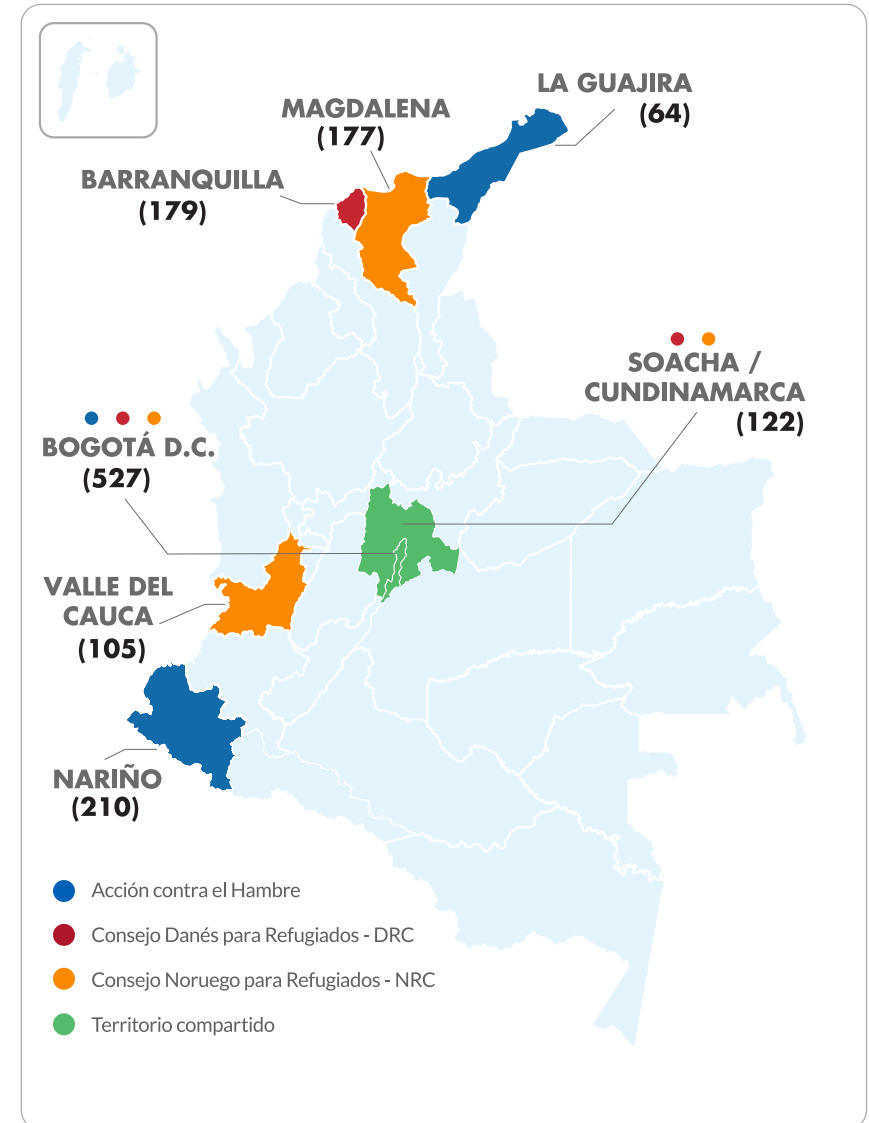 LA GUAJIRA
(64)
MAGDALENA
(177)
BARRANQUILLA
(179)
SOACHA /
CUNDINAMARCA
(122)
BOGOTÁ D.C.
(527)
VALLE DEL
CAUCA
(105)
NARIÑO
(210)
Acción contra el Hambre
Consejo Danés para Refugiados - DRC
Consejo Noruego para Refugiados - NRC
Territorio compartido